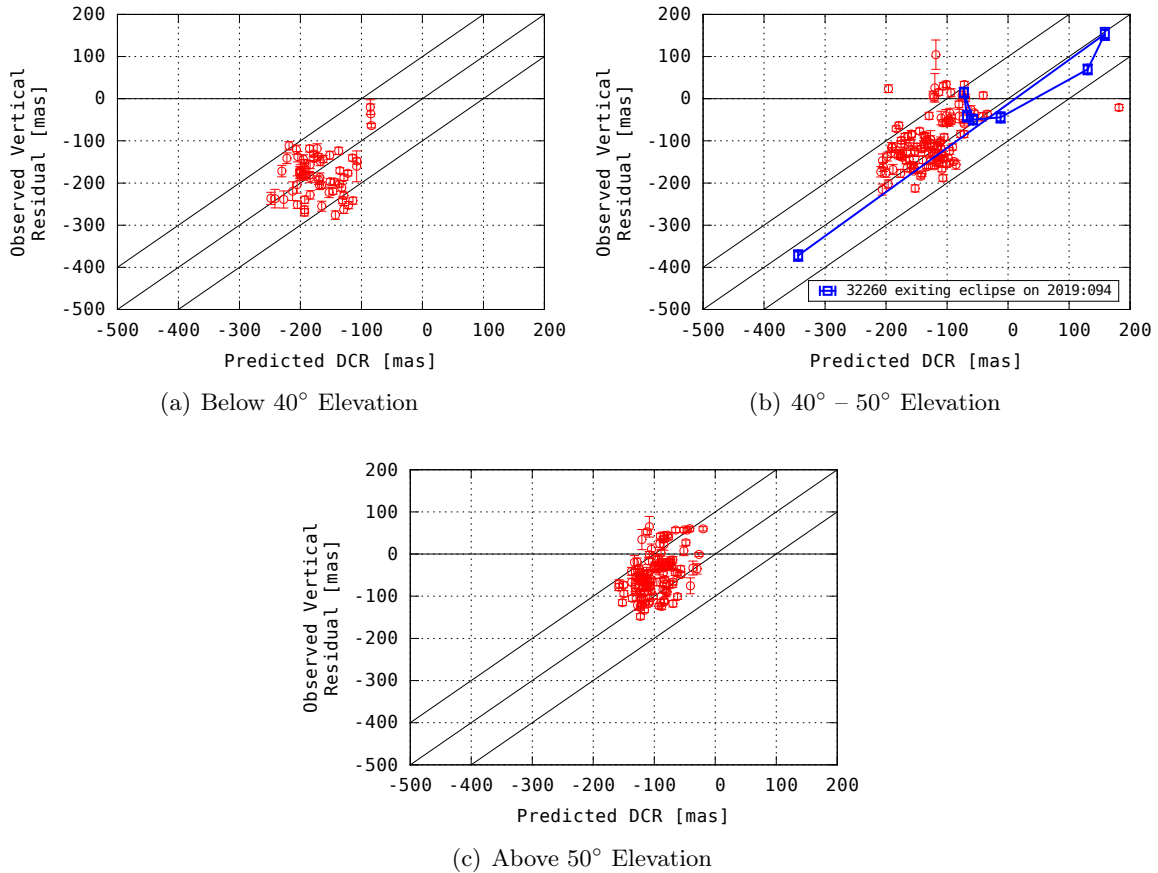 200
100
0
-100
-200
-300
-400
-500
Observed Vertical
Residual [mas]
-500 -400 -300 -200 -100 0 100 200
Predicted DCR [mas]
(a) Below 40° Elevation
200
100
0
-100
-200
-300
-400
-500
Observed Vertical
Residual [mas]
32260 exiting eclipse on 2019:094
-500 -400 -300 -200 -100 0 100 200
Predicted DCR [mas]
(b) 40° – 50° Elevation
200
100
0
-100
-200
-300
-400
-500
Observed Vertical
Residual [mas]
-500 -400 -300 -200 -100 0 100 200
Predicted DCR [mas]
(c) Above 50° Elevation